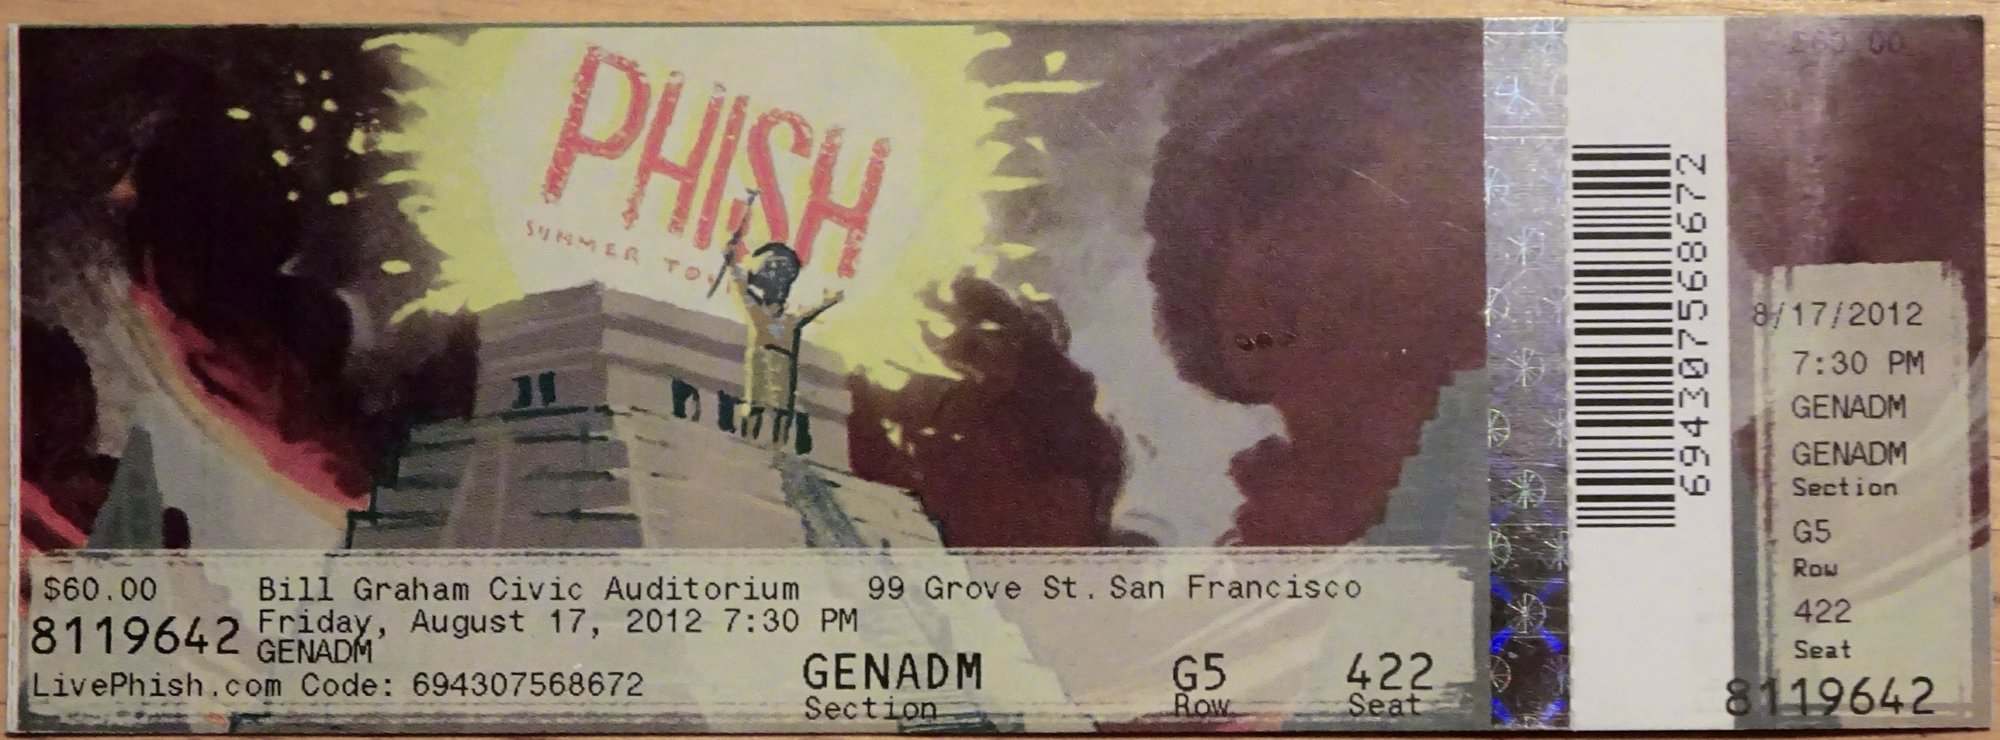 PHISH
SUMMER TOUR
$60.00 Bill Graham Civic Auditorium 99 Grove St. San Francisco
8119642 Friday, August 17, 2012 7:30 PM
GENADM
LivePhish.com Code: 694307568672
GENADM G5 422
Section Row Seat
694307568672
$60.00
8/17/2012
7:30 PM
GENADM
GENADM
Section
G5
Row
422
Seat
8119642